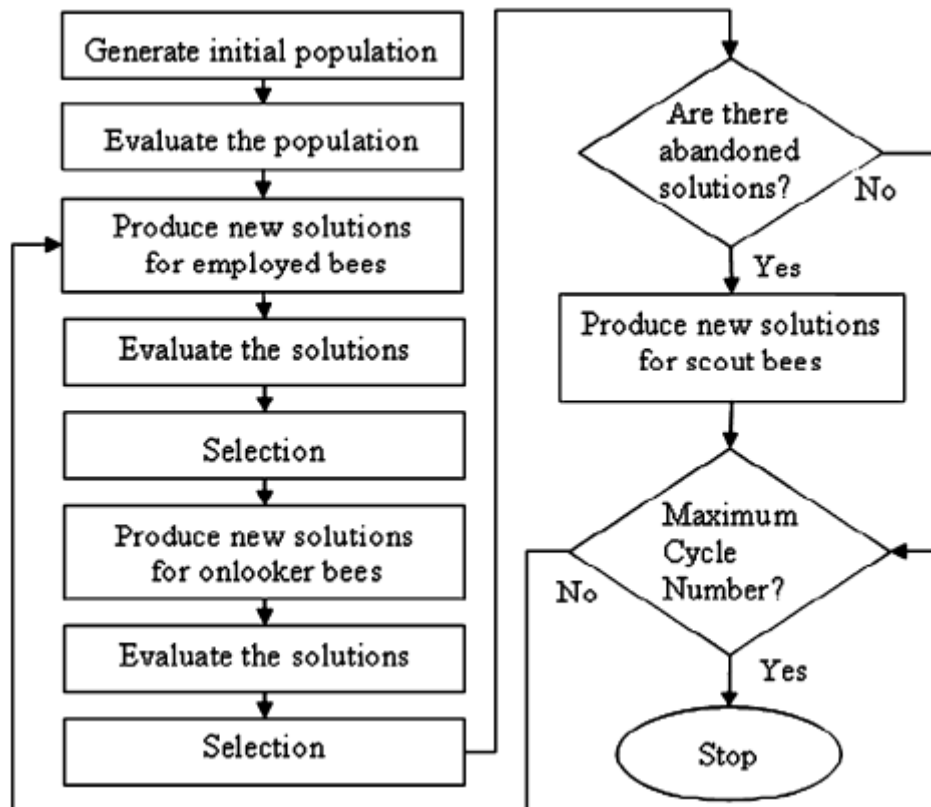 Generate initial population
Evaluate the population
Produce new solutions
for employed bees
Evaluate the solutions
Selection
Produce new solutions
for onlooker bees
Evaluate the solutions
Selection
Are there
abandoned
solutions?
No
Yes
Produce new solutions
for scout bees
Maximum
Cycle
Number?
No
Yes
Stop